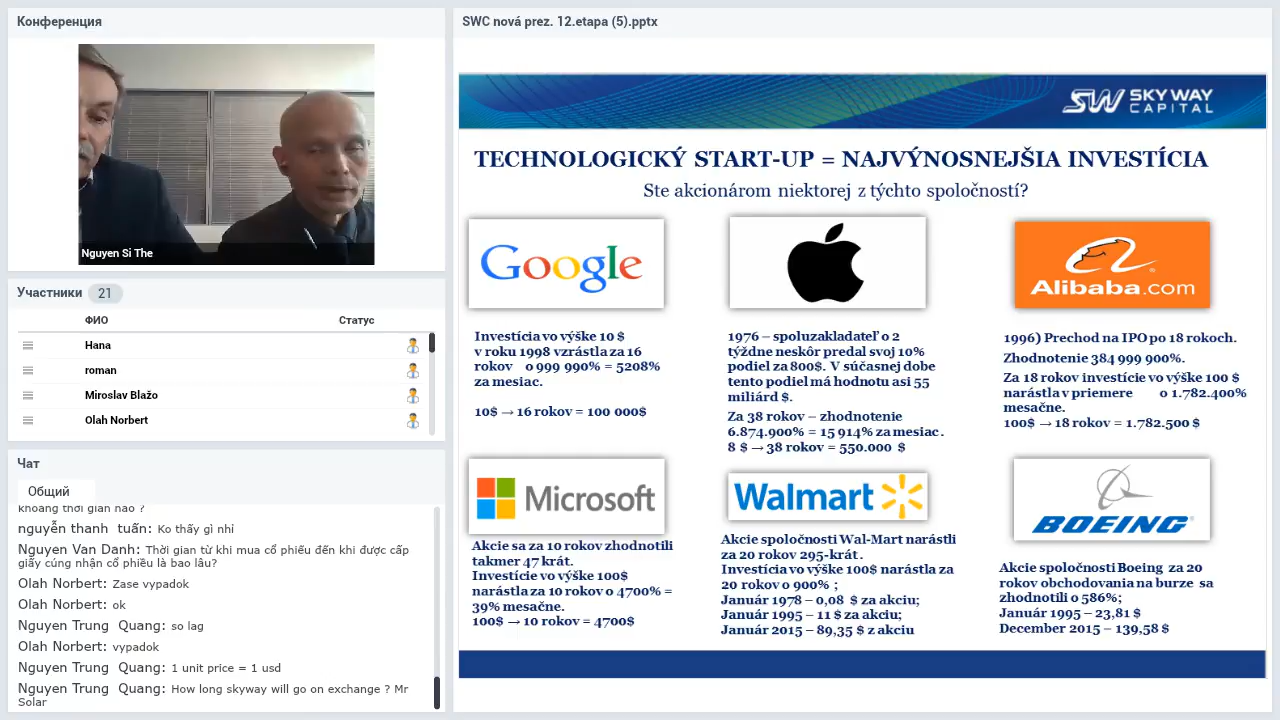 Конференция
Nguyen Si The
Участники 21
ФИО Статус
Hana
roman
Miroslav Blažo
Olah Norbert
Чат
Общий
khoảng thời gian nào ?
nguyễn thanh tuấn: Ko thấy gì nhỉ
Nguyen Van Danh: Thời gian từ khi mua cổ phiếu đến khi được cấp
giấy cúng nhận cổ phiếu là bao lâu?
Olah Norbert: Zase vypadok
Olah Norbert: ok
Nguyen Trung Quang: so lag
Olah Norbert: vypadok
Nguyen Trung Quang: 1 unit price = 1 usd
Nguyen Trung Quang: How long skyway will go on exchange ? Mr
Solar
SWC nová prez. 12.etapa (5).pptx
SW SKY WAY
CAPITAL
TECHNOLOGICKÝ START-UP = NAJVÝNOSNEJŠIA INVESTÍCIA
Ste akcionárom niektorej z týchto spoločností?
Google
Investícia vo výške 10 $
v roku 1998 vzrástla za 16
rokov o 999 990% = 5208%
za mesiac.
10$ → 16 rokov = 100 000$
1976 – spoluzakladateľ o 2
týždne neskôr predal svoj 10%
podiel za 800$. V súčasnej dobe
tento podiel má hodnotu asi 55
miliárd $.
Za 38 rokov – zhodnotenie
6.874.900% = 15 914% za mesiac.
8 $ → 38 rokov = 550.000 $
Alibaba.com
1996) Prechod na IPO po 18 rokoch.
Zhodnotenie 384 999 900%.
Za 18 rokov investície vo výške 100 $
narástla v priemere o 1.782.400%
mesačne.
100$ → 18 rokov = 1.782.500 $
Microsoft
Akcie sa za 10 rokov zhodnotili
takmer 47 krát.
Investície vo výške 100$
narástla za 10 rokov o 4700% =
39% mesačne.
100$ → 10 rokov = 4700$
Walmart
Akcie spoločnosti Wal-Mart narástli
za 20 rokov 295-krát.
Investícia vo výške 100$ narástla za
20 rokov o 900% ;
Január 1978 – 0,08 $ za akciu;
Január 1995 – 11 $ za akciu;
Január 2015 – 89,35 $ z akciu
BOEING
Akcie spoločnosti Boeing za 20
rokov obchodovania na burze sa
zhodnotili o 586%;
Január 1995 – 23,81 $
December 2015 – 139,58 $